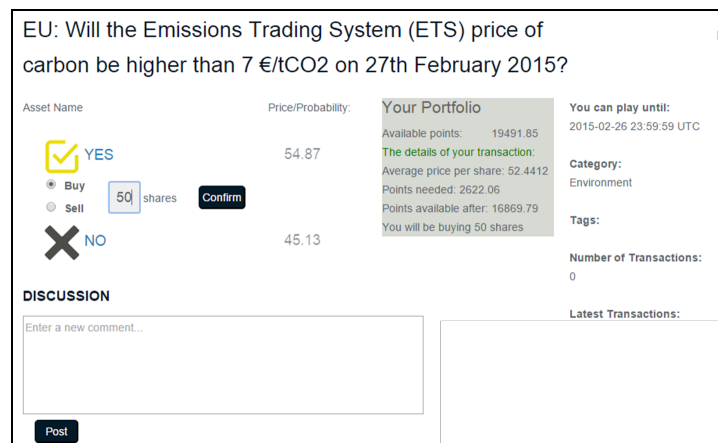 EU: Will the Emissions Trading System (ETS) price of
carbon be higher than 7 €/tCO2 on 27th February 2015?
Asset Name
Price/Probability:
YES
54.87
Buy
Sell
50
shares
Confirm
NO
45.13
Your Portfolio
Available points: 19491.85
The details of your transaction:
Average price per share: 52.4412
Points needed: 2622.06
Points available after: 16869.79
You will be buying 50 shares
You can play until:
2015-02-26 23:59:59 UTC
Category:
Environment
Tags:
Number of Transactions:
0
Latest Transactions:
DISCUSSION
Enter a new comment...
Post